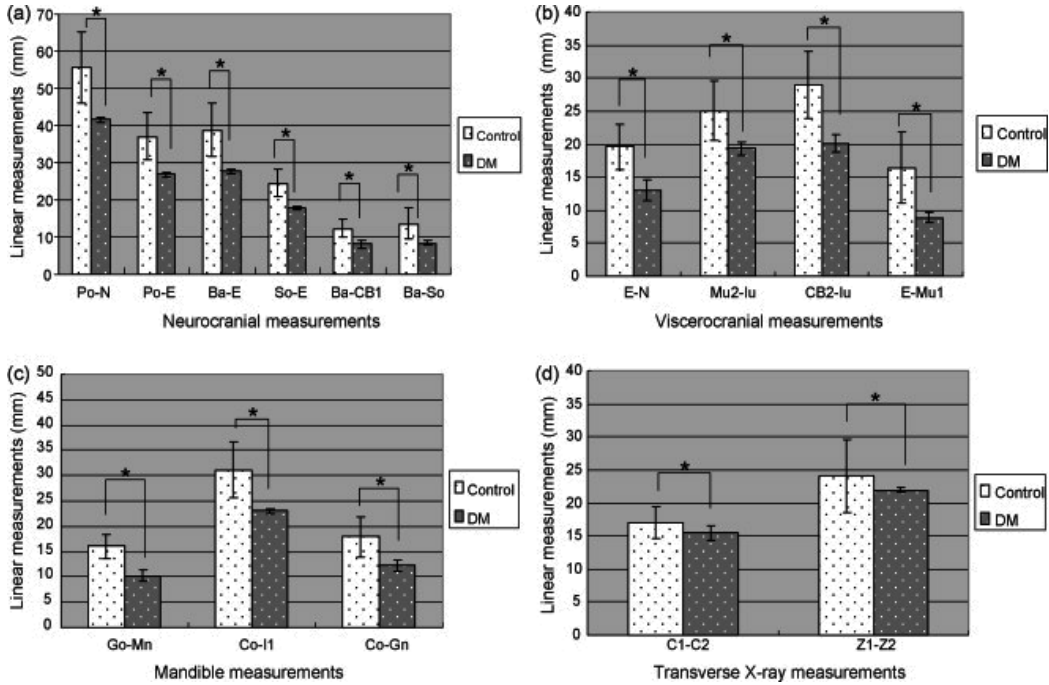 (a)
70
60
50
40
30
20
10
0
Linear measurements (mm)
*
*
*
*
*
*
Po-N Po-E Ba-E So-E Ba-CB1 Ba-So
Neurocranial measurements
Control
DM
(b)
40
35
30
25
20
15
10
5
0
Linear measurements (mm)
*
*
*
*
E-N Mu2-Iu CB2-Iu E-Mu1
Viscerocranial measurements
Control
DM
(c)
50
45
40
35
30
25
20
15
10
5
0
Linear measurements (mm)
*
*
*
Go-Mn Co-I1 Co-Gn
Mandible measurements
Control
DM
(d)
40
35
30
25
20
15
10
5
0
Linear measurements (mm)
*
*
C1-C2 Z1-Z2
Transverse X-ray measurements
Control
DM